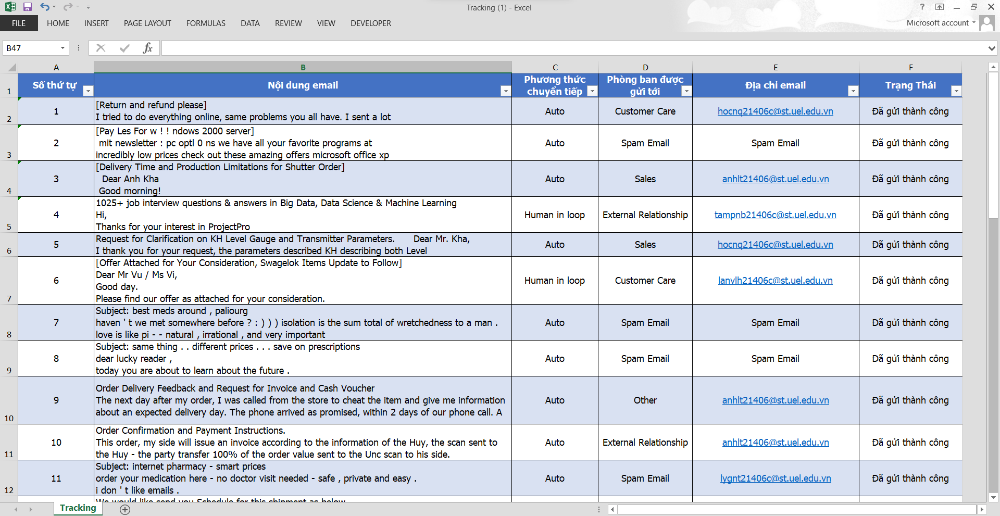 Tracking (1) - Excel
FILE HOME INSERT PAGE LAYOUT FORMULAS DATA REVIEW VIEW DEVELOPER
Microsoft account
B47
fx
A B C D E F
1 Số thứ tự Nội dung email Phương thức chuyển tiếp Phòng ban được gửi tới Địa chỉ email Trạng Thái
2 1 [Return and refund please]
I tried to do everything online, same problems you all have. I sent a lot
Auto Customer Care hocnq21406c@st.uel.edu.vn Đã gửi thành công
3 2 [Pay Les For w ! ! ndows 2000 server]
mit newsletter : pc optl 0 ns we have all your favorite programs at
incredibly low prices check out these amazing offers microsoft office xp
Auto Spam Email Spam Email Đã gửi thành công
4 3 [Delivery Time and Production Limitations for Shutter Order]
Dear Anh Kha
Good morning!
Auto Sales anhlt21406@st.uel.edu.vn Đã gửi thành công
5 4 1025+ job interview questions & answers in Big Data, Data Science & Machine Learning
Hi,
Thanks for your interest in ProjectPro
Human in loop External Relationship tampnb21406c@st.uel.edu.vn Đã gửi thành công
6 5 Request for Clarification on KH Level Gauge and Transmitter Parameters. Dear Mr. Kha,
I thank you for your request, the parameters described KH describing both Level
Auto Sales hocnq21406c@st.uel.edu.vn Đã gửi thành công
7 6 [Offer Attached for Your Consideration, Swagelok Items Update to Follow]
Dear Mr Vu / Ms Vi,
Good day.
Please find our offer as attached for your consideration.
Human in loop Customer Care lanvlh21406c@st.uel.edu.vn Đã gửi thành công
8 7 Subject: best meds around , paliourg
haven ' t we met somewhere before ? : ) ) ) isolation is the sum total of wretchedness to a man .
love is like pi - - natural , irrational , and very important
Auto Spam Email Spam Email Đã gửi thành công
9 8 Subject: same thing . . different prices . . . save on prescriptions
dear lucky reader ,
today you are about to learn about the future .
Auto Spam Email Spam Email Đã gửi thành công
10 9 Order Delivery Feedback and Request for Invoice and Cash Voucher
The next day after my order, I was called from the store to cheat the item and give me information
about an expected delivery day. The phone arrived as promised, within 2 days of our phone call. A
Auto Other anhlt21406@st.uel.edu.vn Đã gửi thành công
11 10 Order Confirmation and Payment Instructions.
This order, my side will issue an invoice according to the information of the Huy, the scan sent to
the Huy - the party transfer 100% of the order value sent to the Unc scan to his side.
Auto External Relationship anhlt21406@st.uel.edu.vn Đã gửi thành công
12 11 Subject: internet pharmacy - smart prices
order your medication here - no doctor visit needed - safe , private and easy .
i don ' t like emails .
Auto Spam Email lygnt21406c@st.uel.edu.vn Đã gửi thành công
We would like send you Schedule for this shipment as below
Tracking